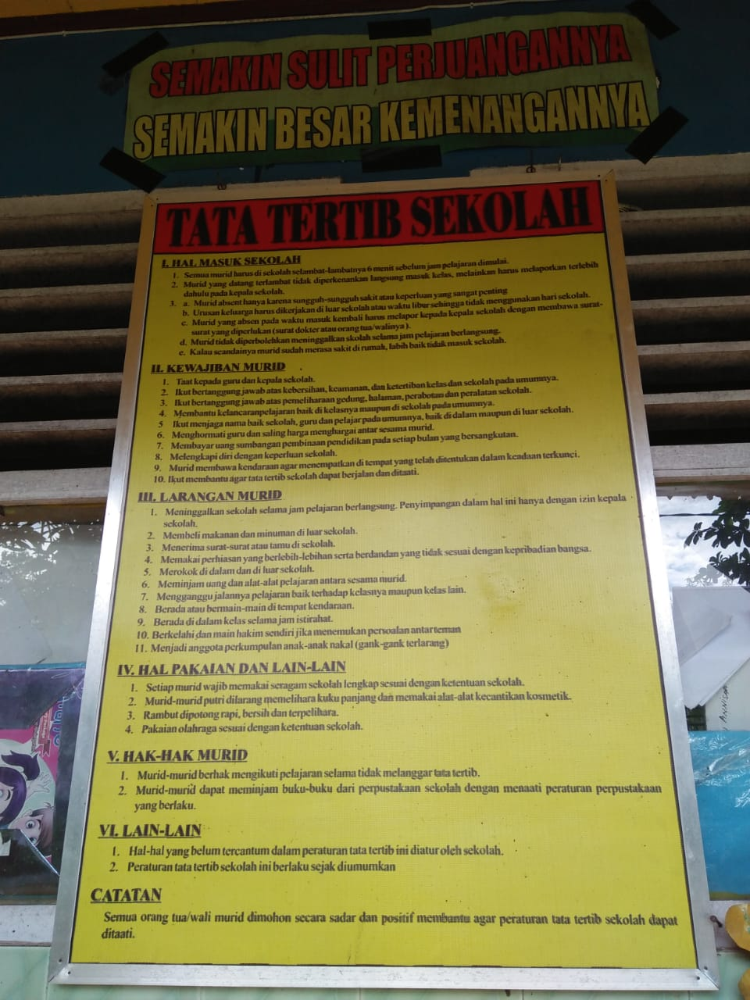 SEMAKIN SULIT PERJUANGANNYA
SEMAKIN BESAR KEMENANGANNYA
TATA TERTIB SEKOLAH
I. HAL MASUK SEKOLAH
1. Semua murid harus di sekolah selambat-lambatnya 6 menit sebelum jam pelajaran dimulai.
2. Murid yang datang terlambat tidak diperkenankan langsung masuk kelas, melainkan harus melaporkan terlebih
dahulu pada kepala sekolah.
3. a. Murid absent hanya karena sungguh-sungguh sakit atau keperluan yang sangat penting
b. Urusan keluarga harus dikerjakan di luar sekolah atau waktu libur sehingga tidak menggunakan hari sekolah.
c. Murid yang absen pada waktu masuk kembali harus melapor kepada kepala sekolah dengan membawa surat-
surat yang diperlukan (surat dokter atau orang tua/walinya).
d. Murid tidak diperbolehkan meninggalkan skolah selama jam pelajaran berlangsung.
e. Kalau seandainya murid sudah merasa sakit di rumah, labih baik tidak masuk sekolah.
II. KEWAJIBAN MURID
1. Taat kepada guru dan kepala sekolah.
2. Ikut bertanggung jawab atas kebersihan, keamanan, dan ketertiban kelas dan sekolah pada umumnya.
3. Ikut bertanggung jawab atas pemeliharaan gedung, halaman, perabotan dan peralatan sekolah.
4. Membantu kelancaranpelajaran baik di kelasnya maupun di sekolah pada umumnya.
5 Ikut menjaga nama baik sekolah, guru dan pelajar pada umumnya, baik di dalam maupun di luar sekolah.
6. Menghormati guru dan saling harga menghargai antar sesama murid.
7. Membayar uang sumbangan pembinaan pendidikan pada setiap bulan yang bersangkutan.
8. Melengkapi diri dengan keperluan sekolah.
9. Murid membawa kendaraan agar menempatkan di tempat yang telah ditentukan dalam keadaan terkunci.
10. Ikut membantu agar tata tertib sekolah dapat berjalan dan ditaati.
III. LARANGAN MURID
1. Meninggalkan sekolah selama jam pelajaran berlangsung. Penyimpangan dalam hal ini hanya dengan izin kepala
sekolah.
2. Membeli makanan dan minuman di luar sekolah.
3. Menerima surat-surat atau tamu di sekolah.
4. Memakai perhiasan yang berlebih-lebihan serta berdandan yang tidak sesuai dengan kepribadian bangsa.
5. Merokok di dalam dan di luar sekolah.
6. Meminjam uang dan alat-alat pelajaran antara sesama murid.
7. Mengganggu jalannya pelajaran baik terhadap kelasnya maupun kelas lain.
8. Berada atau bermain-main di tempat kendaraan.
9. Berada di dalam kelas selama jam istirahat.
10. Berkelahi dan main hakim sendiri jika menemukan persoalan antar teman
11. Menjadi anggota perkumpulan anak-anak nakal (gank-gank terlarang)
IV. HAL PAKAIAN DAN LAIN-LAIN
1. Setiap murid wajib memakai seragam sekolah lengkap sesuai dengan ketentuan sekolah.
2. Murid-murid putri dilarang memelihara kuku panjang dan memakai alat-alat kecantikan kosmetik.
3. Rambut dipotong rapi, bersih dan terpelihara.
4. Pakaian olahraga sesuai dengan ketentuan sekolah.
V. HAK-HAK MURID
1. Murid-murid berhak mengikuti pelajaran selama tidak melanggar tata tertib.
2. Murid-murid dapat meminjam buku-buku dari perpustakaan sekolah dengan menaati peraturan perpustakaan
yang berlaku.
VI. LAIN-LAIN
1. Hal-hal yang belum tercantum dalam peraturan tata tertib ini diatur oleh sekolah.
2. Peraturan tata tertib sekolah ini berlaku sejak diumumkan
CATATAN
Semua orang tua/wali murid dimohon secara sadar dan positif membantu agar peraturan tata tertib sekolah dapat
ditaati.